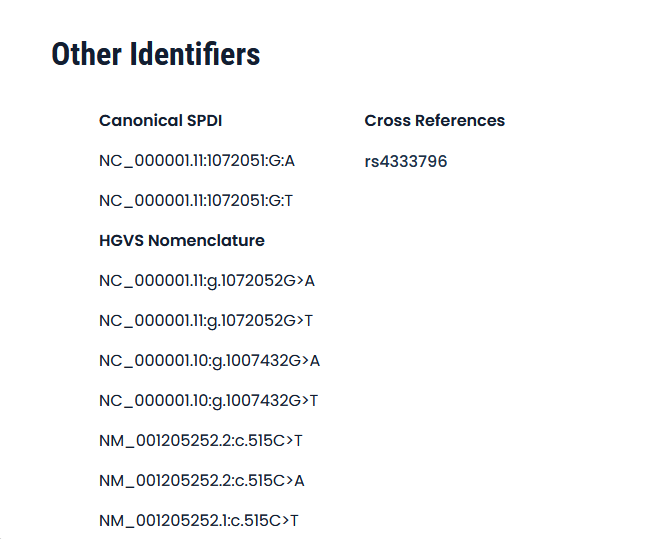 Other Identifiers
Canonical SPDI
NC_000001.11:1072051:G:A
NC_000001.11:1072051:G:T
HGVS Nomenclature
NC_000001.11:g.1072052G>A
NC_000001.11:g.1072052G>T
NC_000001.10:g.1007432G>A
NC_000001.10:g.1007432G>T
NM_001205252.2:c.515C>T
NM_001205252.2:c.515C>A
NM_001205252.1:c.515C>T
Cross References
rs4333796